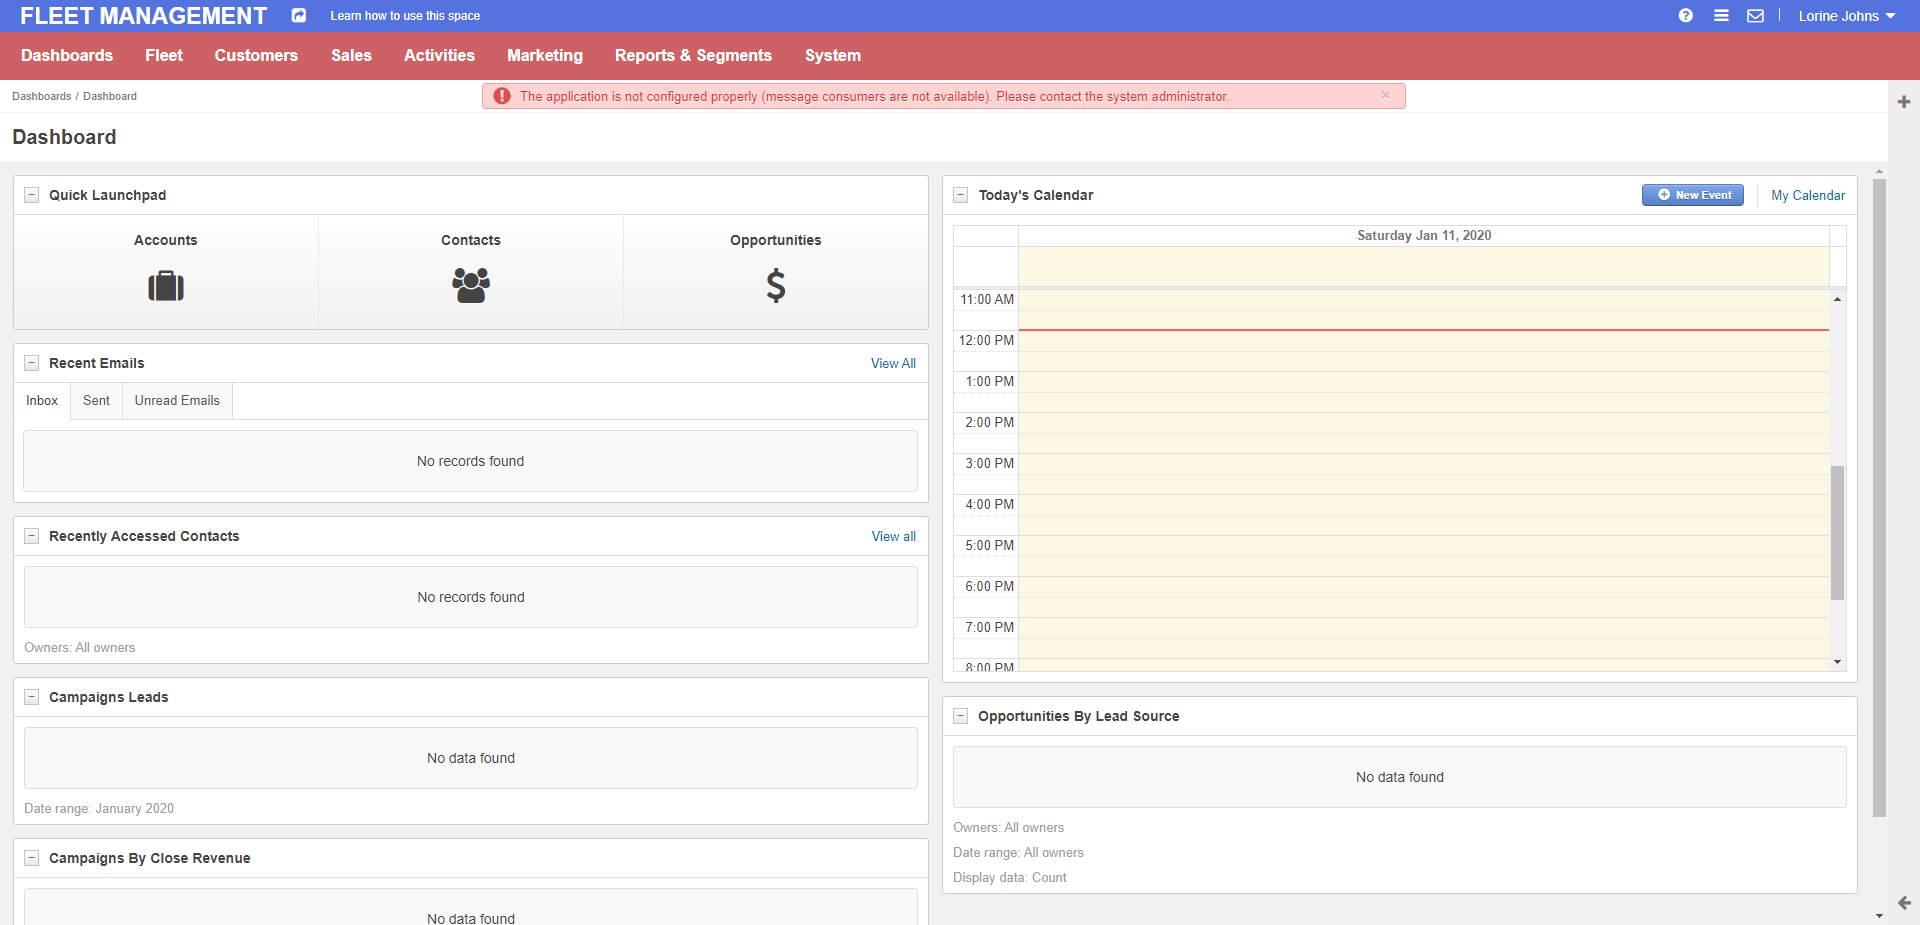 FLEET MANAGEMENT
Learn how to use this space
Lorine Johns
Dashboards Fleet Customers Sales Activities Marketing Reports & Segments System
Dashboards / Dashboard
The application is not configured properly (message consumers are not available). Please contact the system administrator.
Dashboard
Quick Launchpad
Accounts
Contacts
Opportunities
Recent Emails
View All
Inbox
Sent
Unread Emails
No records found
Recently Accessed Contacts
View all
No records found
Owners: All owners
Campaigns Leads
No data found
Date range: January 2020
Campaigns By Close Revenue
No data found
Today's Calendar
New Event
My Calendar
Saturday Jan 11, 2020
11:00 AM
12:00 PM
1:00 PM
2:00 PM
3:00 PM
4:00 PM
5:00 PM
6:00 PM
7:00 PM
8:00 PM
Opportunities By Lead Source
No data found
Owners: All owners
Date range: All owners
Display data: Count